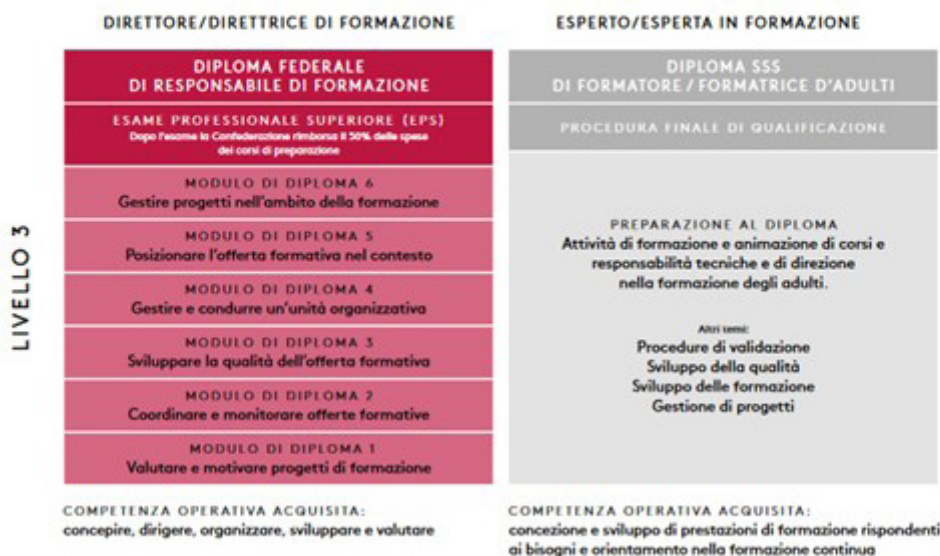 DIRETTORE/DIRETTRICE DI FORMAZIONE
DIPLOMA FEDERALE
DI RESPONSABILE DI FORMAZIONE
ESAME PROFESSIONALE SUPERIORE (EPS)
Dopo l'esame la Confederazione rimborsa il 50% delle spese
dei corsi di preparazione
MODULO DI DIPLOMA 6
Gestire progetti nell'ambito della formazione
MODULO DI DIPLOMA 5
Posizionare l'offerta formativa nel contesto
MODULO DI DIPLOMA 4
Gestire e condurre un'unità organizzativa
MODULO DI DIPLOMA 3
Sviluppare la qualità dell'offerta formativa
MODULO DI DIPLOMA 2
Coordinare e monitorare offerte formative
MODULO DI DIPLOMA 1
Valutare e motivare progetti di formazione
COMPETENZA OPERATIVA ACQUISITA:
concepire, dirigere, organizzare, sviluppare e valutare
ESPERTO/ESPERTA IN FORMAZIONE
DIPLOMA SSS
DI FORMATORE / FORMATRICE D'ADULTI
PROCEDURA FINALE DI QUALIFICAZIONE
PREPARAZIONE AL DIPLOMA
Attività di formazione e animazione di corsi e
responsabilità tecniche e di direzione
nella formazione degli adulti.
Altri temi:
Procedure di validazione
Sviluppo della qualità
Sviluppo delle formazione
Gestione di progetti
COMPETENZA OPERATIVA ACQUISITA:
concezione e sviluppo di prestazioni di formazione rispondenti
ai bisogni e orientamento nella formazione continua
LIVELLO 3